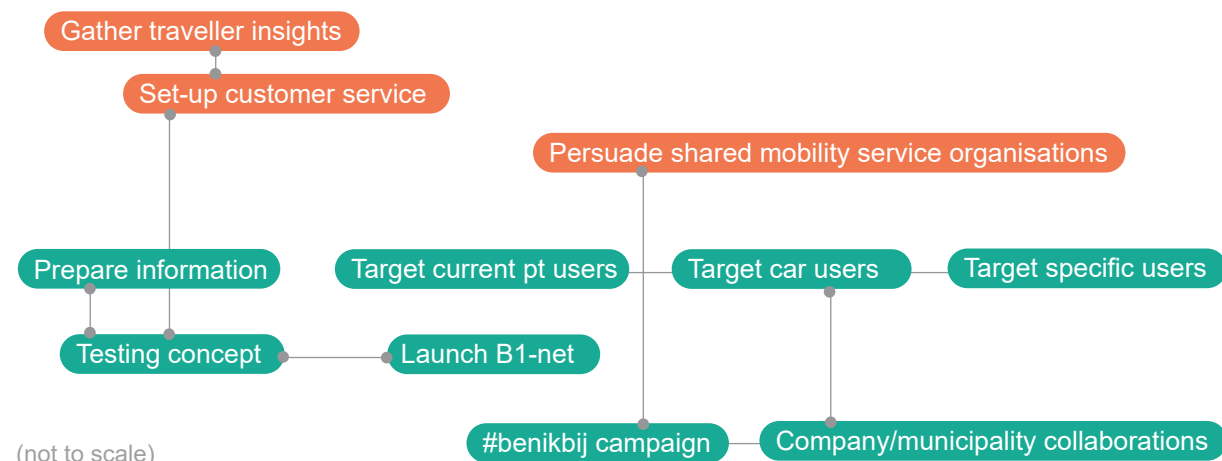 Gather traveller insights
Set-up customer service
Persuade shared mobility service organisations
Prepare information
Target current pt users
Target car users
Target specific users
Testing concept
Launch B1-net
#benikbij campaign
Company/municipality collaborations
(not to scale)